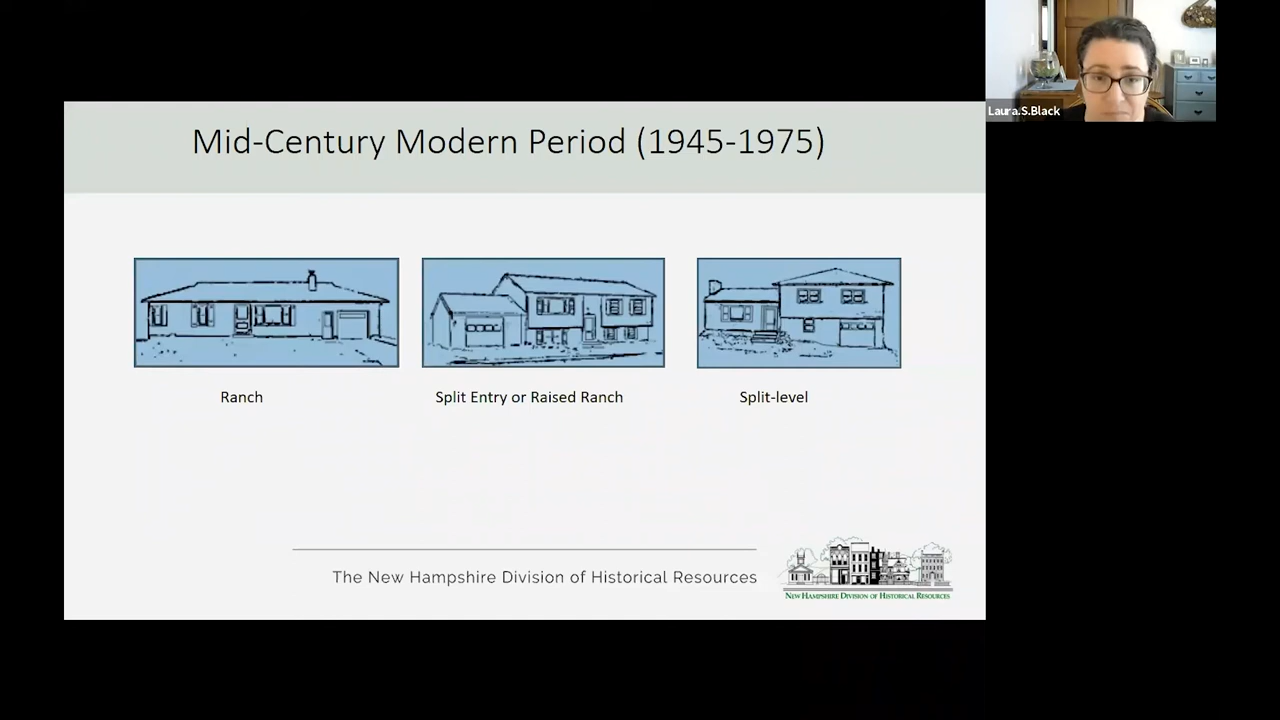 Laura.S.Black
Mid-Century Modern Period (1945-1975)
Ranch
Split Entry or Raised Ranch
Split-level
The New Hampshire Division of Historical Resources
New Hampshire Division of Historical Resources